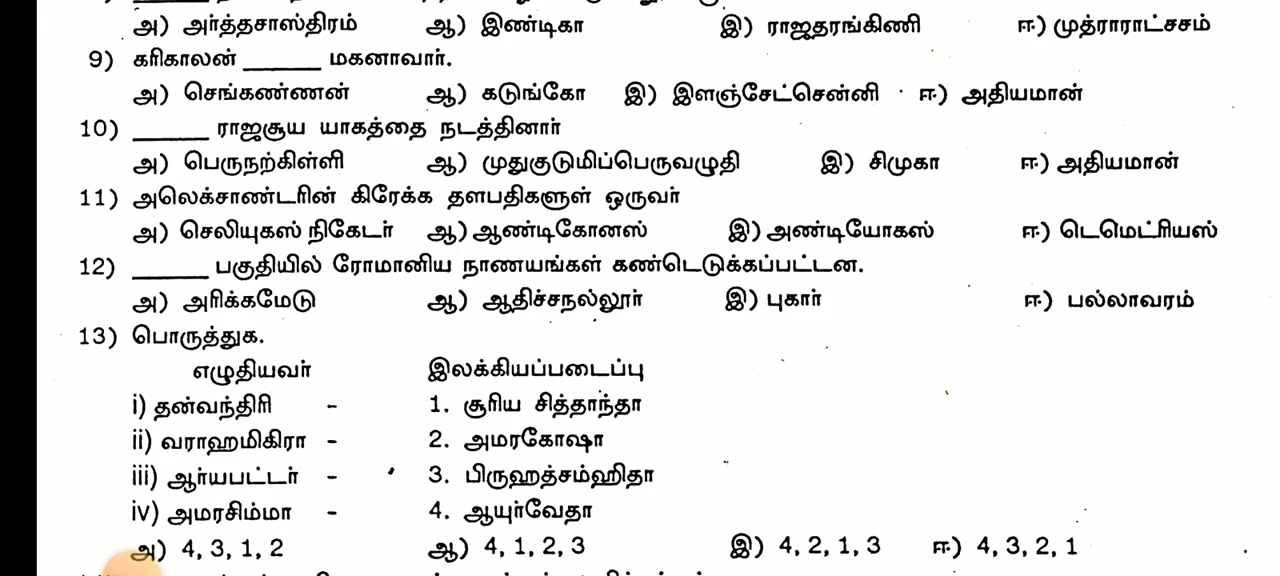 அ) அர்த்தசாஸ்திரம் ஆ) இண்டிகா இ) ராஜதரங்கிணி ஈ) முத்ராராட்சசம்
9) கரிகாலன் ______ மகனாவார்.
அ) செங்கண்ணன் ஆ) கடுங்கோ இ) இளஞ்சேட்சென்னி ஈ) அதியமான்
10) ______ ராஜசூய யாகத்தை நடத்தினார்
அ) பெருநற்கிள்ளி ஆ) முதுகுடுமிப்பெருவழுதி இ) சிமுகா ஈ) அதியமான்
11) அலெக்சாண்டரின் கிரேக்க தளபதிகளுள் ஒருவர்
அ) செலியுகஸ் நிகேடர் ஆ) ஆண்டிகோனஸ் இ) அண்டியோகஸ் ஈ) டெமெட்ரியஸ்
12) ______ பகுதியில் ரோமானிய நாணயங்கள் கண்டெடுக்கப்பட்டன.
அ) அரிக்கமேடு ஆ) ஆதிச்சநல்லூர் இ) புகார் ஈ) பல்லாவரம்
13) பொருத்துக.
எழுதியவர் இலக்கியப்படைப்பு
i) தன்வந்திரி - 1. சூரிய சித்தாந்தா
ii) வராஹமிகிரா - 2. அமரகோஷா
iii) ஆர்யபட்டர் - 3. பிருஹத்சம்ஹிதா
iv) அமரசிம்மா - 4. ஆயுர்வேதா
அ) 4, 3, 1, 2 ஆ) 4, 1, 2, 3 இ) 4, 2, 1, 3 ஈ) 4, 3, 2, 1